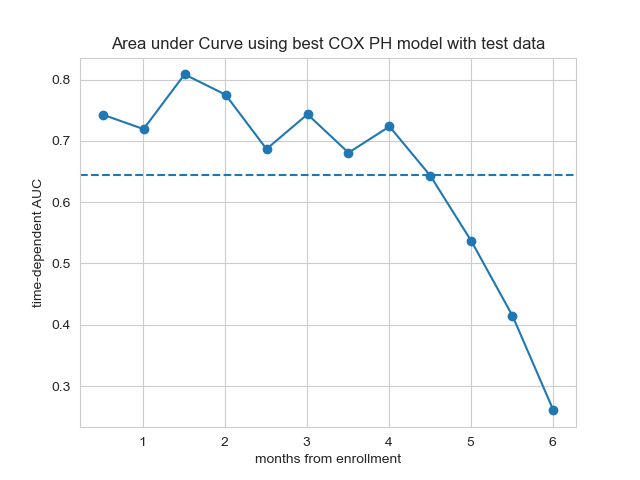 Area under Curve using best COX PH model with test data
time-dependent AUC
0.8
0.7
0.6
0.5
0.4
0.3
1 2 3 4 5 6
months from enrollment